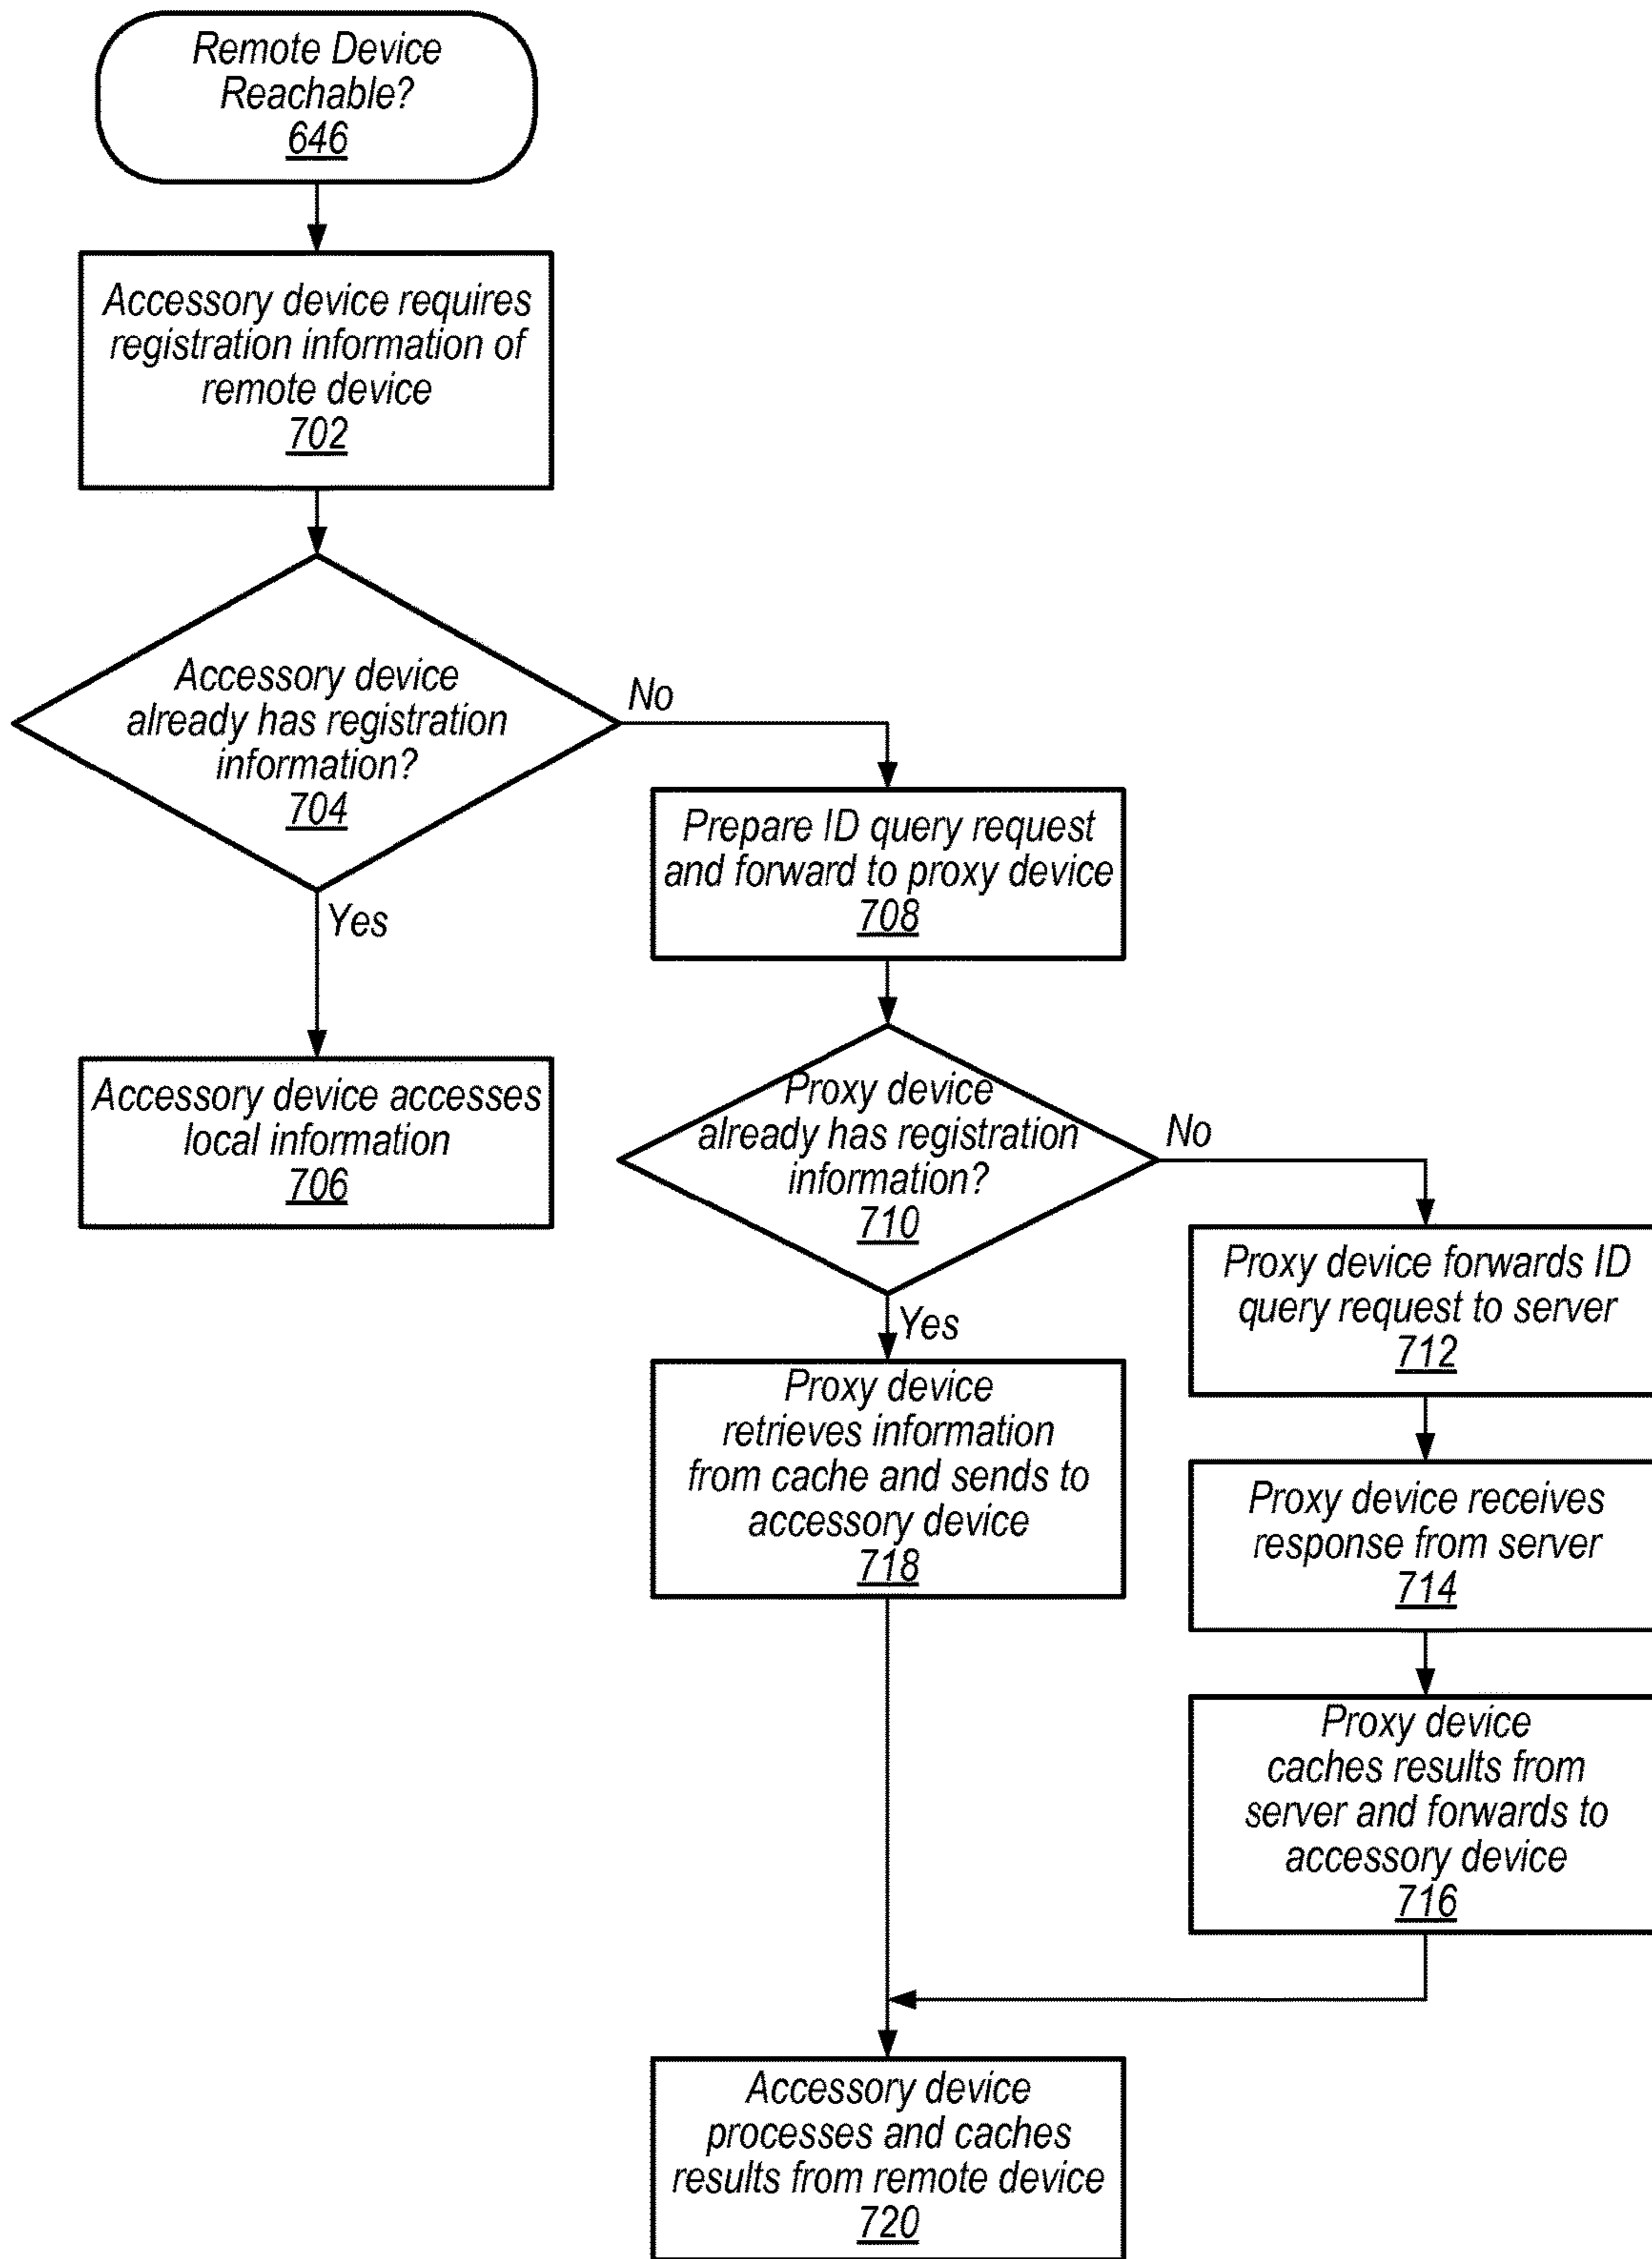 Remote Device
Reachable?
646
Accessory device requires
registration information of
remote device
702
Accessory device
already has registration
information?
704
No
Yes
Prepare ID query request
and forward to proxy device
708
Accessory device accesses
local information
706
Proxy device
already has registration
information?
710
No
Yes
Proxy device forwards ID
query request to server
712
Proxy device
retrieves information
from cache and sends to
accessory device
718
Proxy device receives
response from server
714
Proxy device
caches results from
server and forwards to
accessory device
716
Accessory device
processes and caches
results from remote device
720